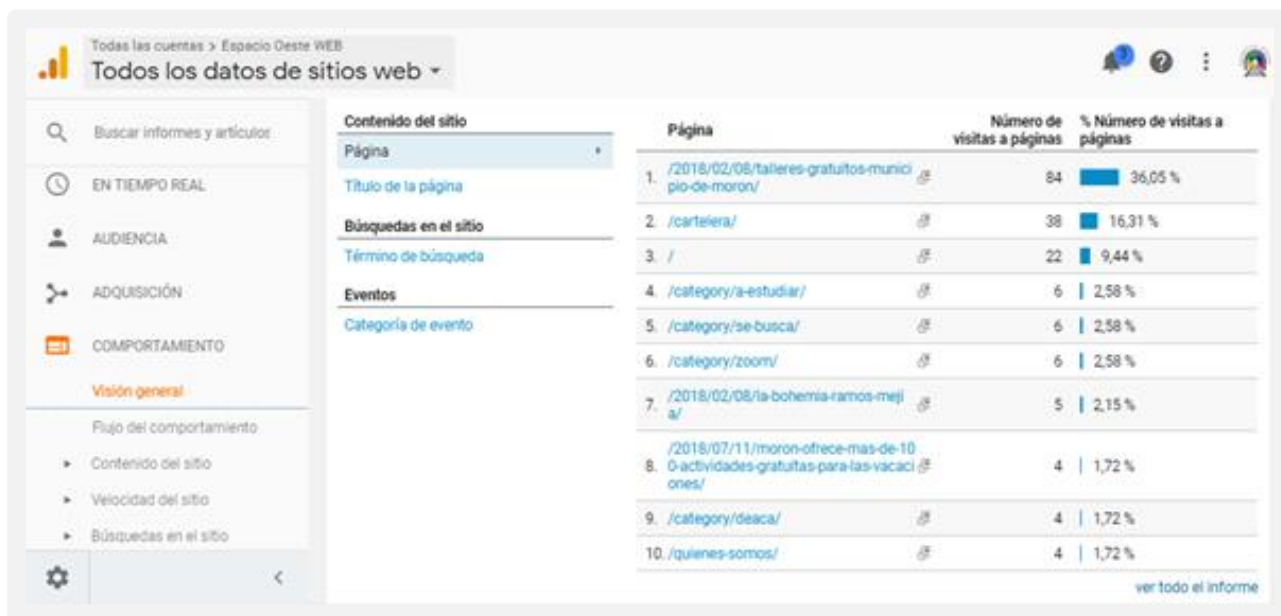 Todas las cuentas > Espacio Oeste WEB
Todos los datos de sitios web
3
Buscar informes y artículos
EN TIEMPO REAL
AUDIENCIA
ADQUISICIÓN
COMPORTAMIENTO
Visión general
Flujo del comportamiento
Contenido del sitio
Velocidad del sitio
Búsquedas en el sitio
Contenido del sitio
Página
Título de la página
Búsquedas en el sitio
Término de búsqueda
Eventos
Categoría de evento
Página Número de visitas a páginas % Número de visitas a páginas
1. /2018/02/08/talleres-gratuitos-munici
pio-de-moron/ 84 36,05 %
2. /cartelera/ 38 16,31 %
3. / 22 9,44 %
4. /category/a-estudiar/ 6 2,58 %
5. /category/se-busca/ 6 2,58 %
6. /category/zoom/ 6 2,58 %
7. /2018/02/08/la-bohemia-ramos-meji
a/ 5 2,15 %
8. /2018/07/11/moron-ofrece-mas-de-10
0-actividades-gratuitas-para-las-vacaci
ones/ 4 1,72 %
9. /category/deaca/ 4 1,72 %
10. /quienes-somos/ 4 1,72 %
ver todo el informe